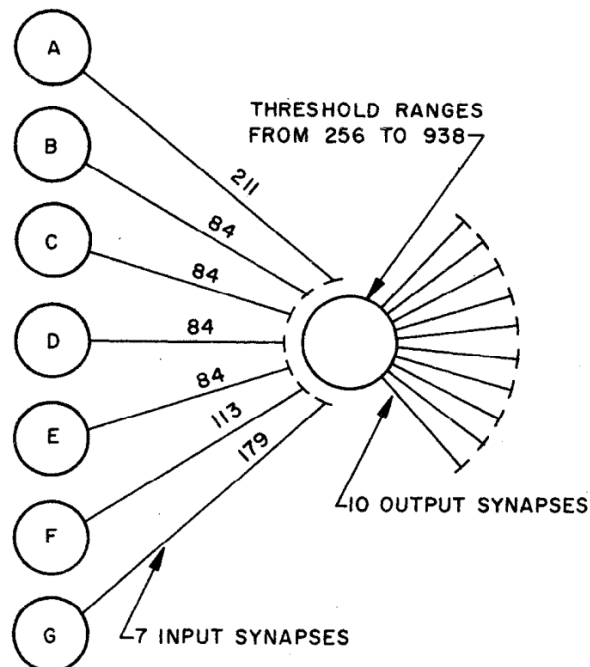 A
THRESHOLD RANGES
FROM 256 TO 938
B
211
84
C
84
D
84
E
84
113
179
F
10 OUTPUT SYNAPSES
G
7 INPUT SYNAPSES